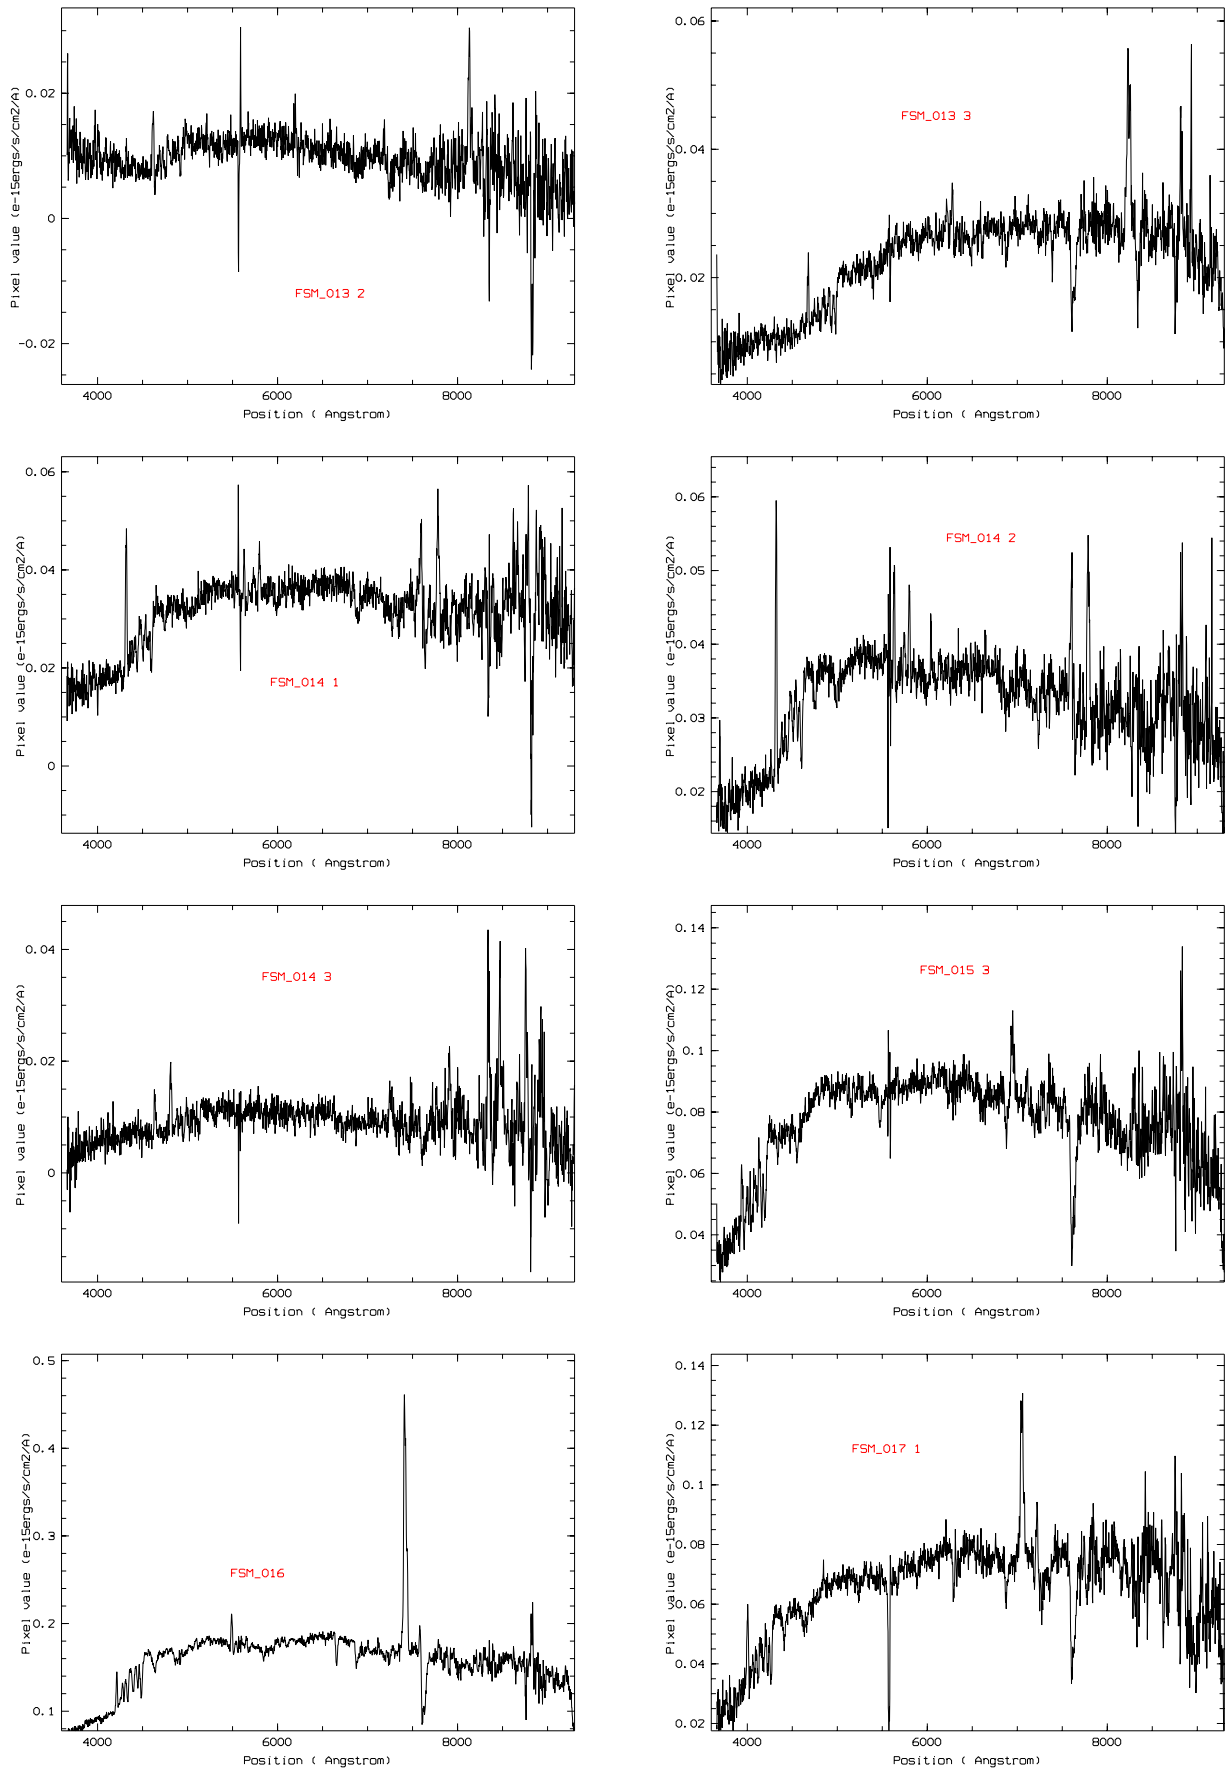 0.02
0
-0.02
Pixel value (e-15ergs/s/cm2/A)
FSM_013 2
4000 6000 8000
Position ( Angstrom)
0.06
0.04
0.02
Pixel value (e-15ergs/s/cm2/A)
FSM_013 3
4000 6000 8000
Position ( Angstrom)
0.06
0.04
0.02
0
Pixel value (e-15ergs/s/cm2/A)
FSM_014 1
4000 6000 8000
Position ( Angstrom)
0.06
0.05
0.04
0.03
0.02
Pixel value (e-15ergs/s/cm2/A)
FSM_014 2
4000 6000 8000
Position ( Angstrom)
0.04
0.02
0
Pixel value (e-15ergs/s/cm2/A)
FSM_014 3
4000 6000 8000
Position ( Angstrom)
0.14
0.12
0.1
0.08
0.06
0.04
Pixel value (e-15ergs/s/cm2/A)
FSM_015 3
4000 6000 8000
Position ( Angstrom)
0.5
0.4
0.3
0.2
0.1
Pixel value (e-15ergs/s/cm2/A)
FSM_016
4000 6000 8000
Position ( Angstrom)
0.14
0.12
0.1
0.08
0.06
0.04
0.02
Pixel value (e-15ergs/s/cm2/A)
FSM_017 1
4000 6000 8000
Position ( Angstrom)